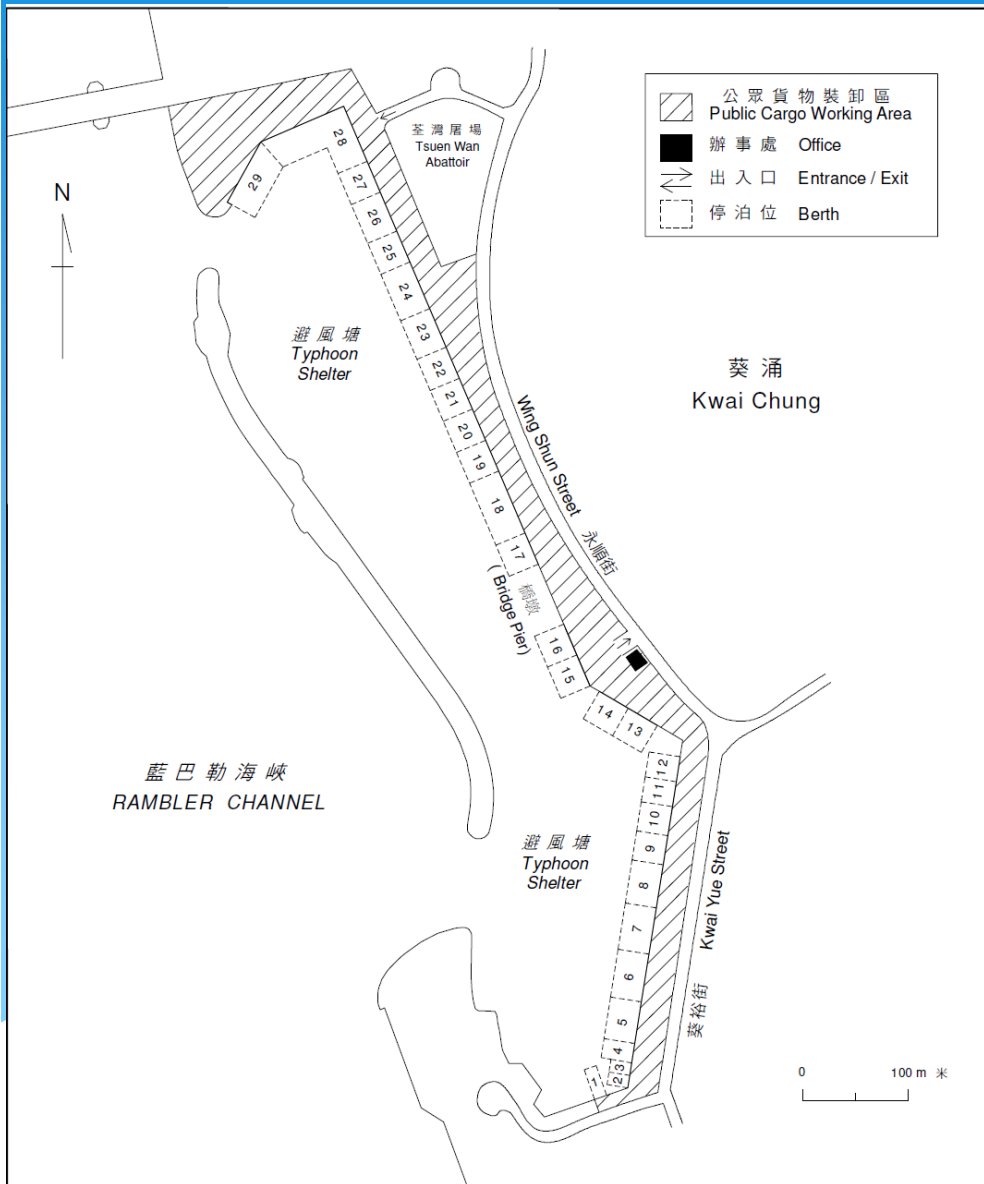 公眾貨物裝卸區
Public Cargo Working Area
辦事處 Office
出入口 Entrance / Exit
停泊位 Berth
荃灣屠場
Tsuen Wan
Abattoir
N
28
29
27
26
25
24
23
22
21
20
19
18
17
避風塘
Typhoon
Shelter
葵涌
Kwai Chung
Wing Shun Street 永順街
橋墩
( Bridge Pier)
16
15
14
13
12
11
10
9
8
7
6
5
4
3
2
1
藍巴勒海峽
RAMBLER CHANNEL
避風塘
Typhoon
Shelter
Kwai Yue Street
葵裕街
0 100 m 米